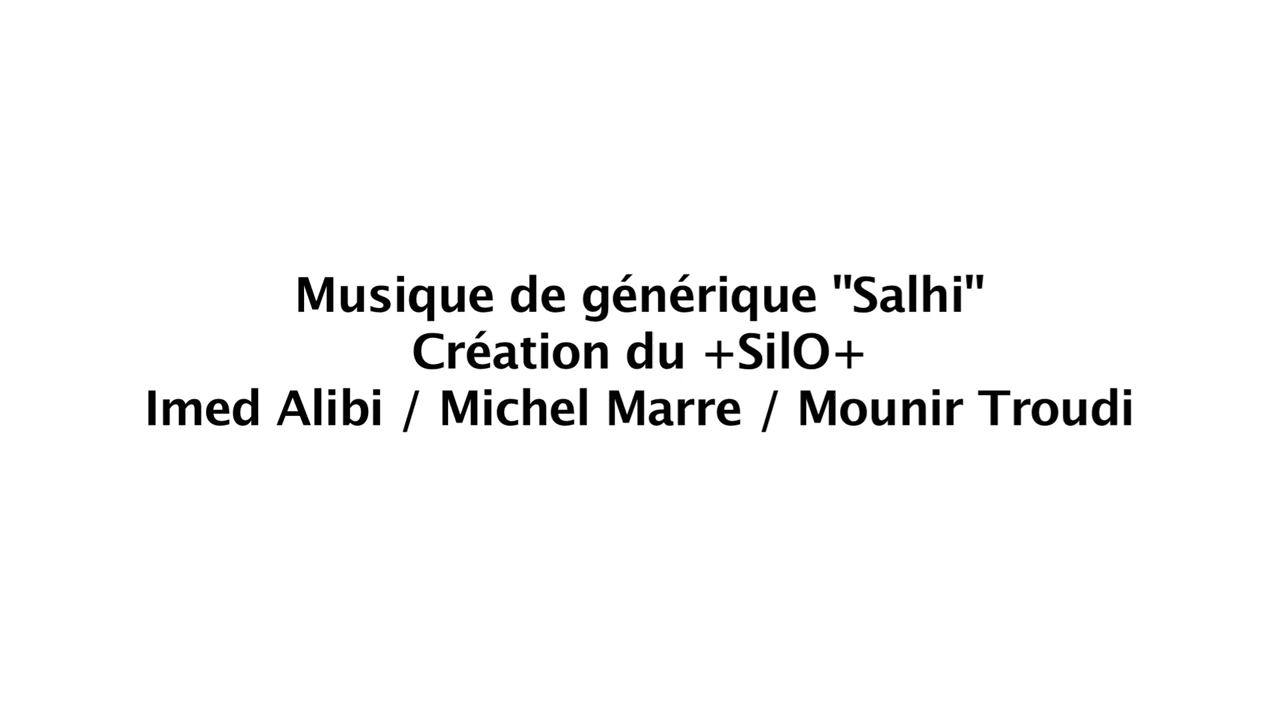 Musique de générique "Salhi"
Création du +SilO+
Imed Alibi / Michel Marre / Mounir Troudi